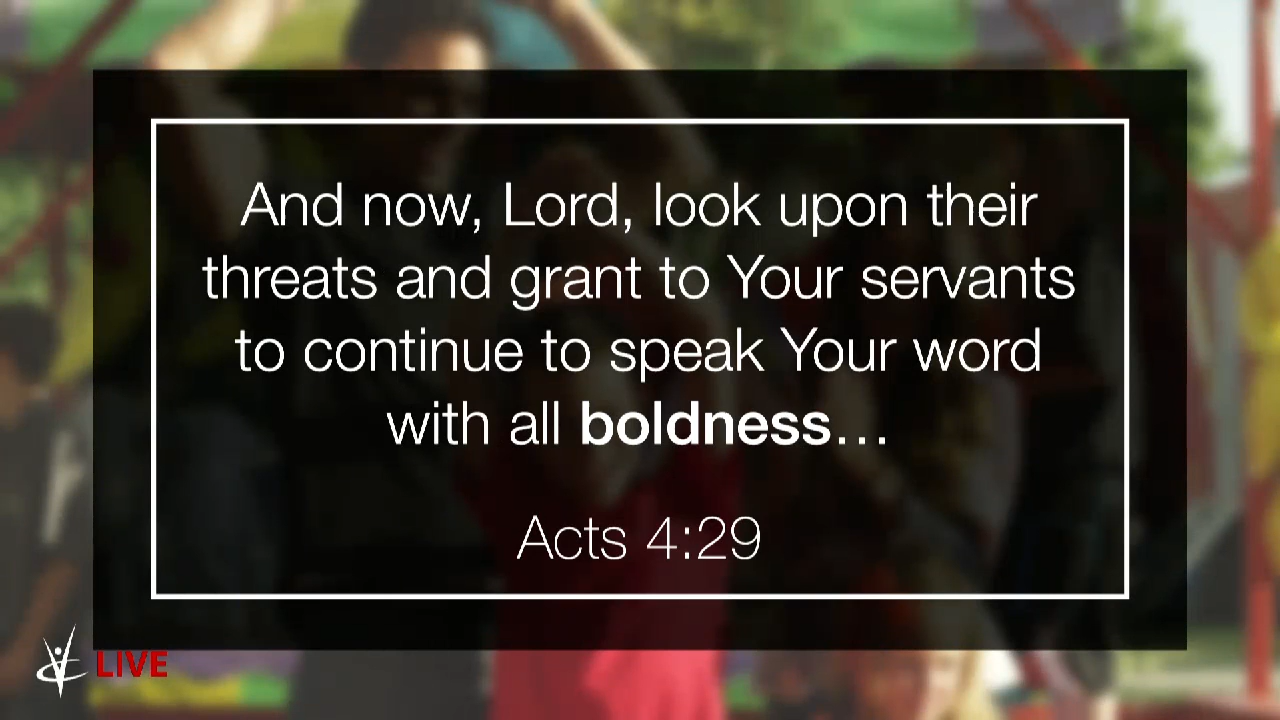 And now, Lord, look upon their
threats and grant to Your servants
to continue to speak Your word
with all boldness…
Acts 4:29
LIVE